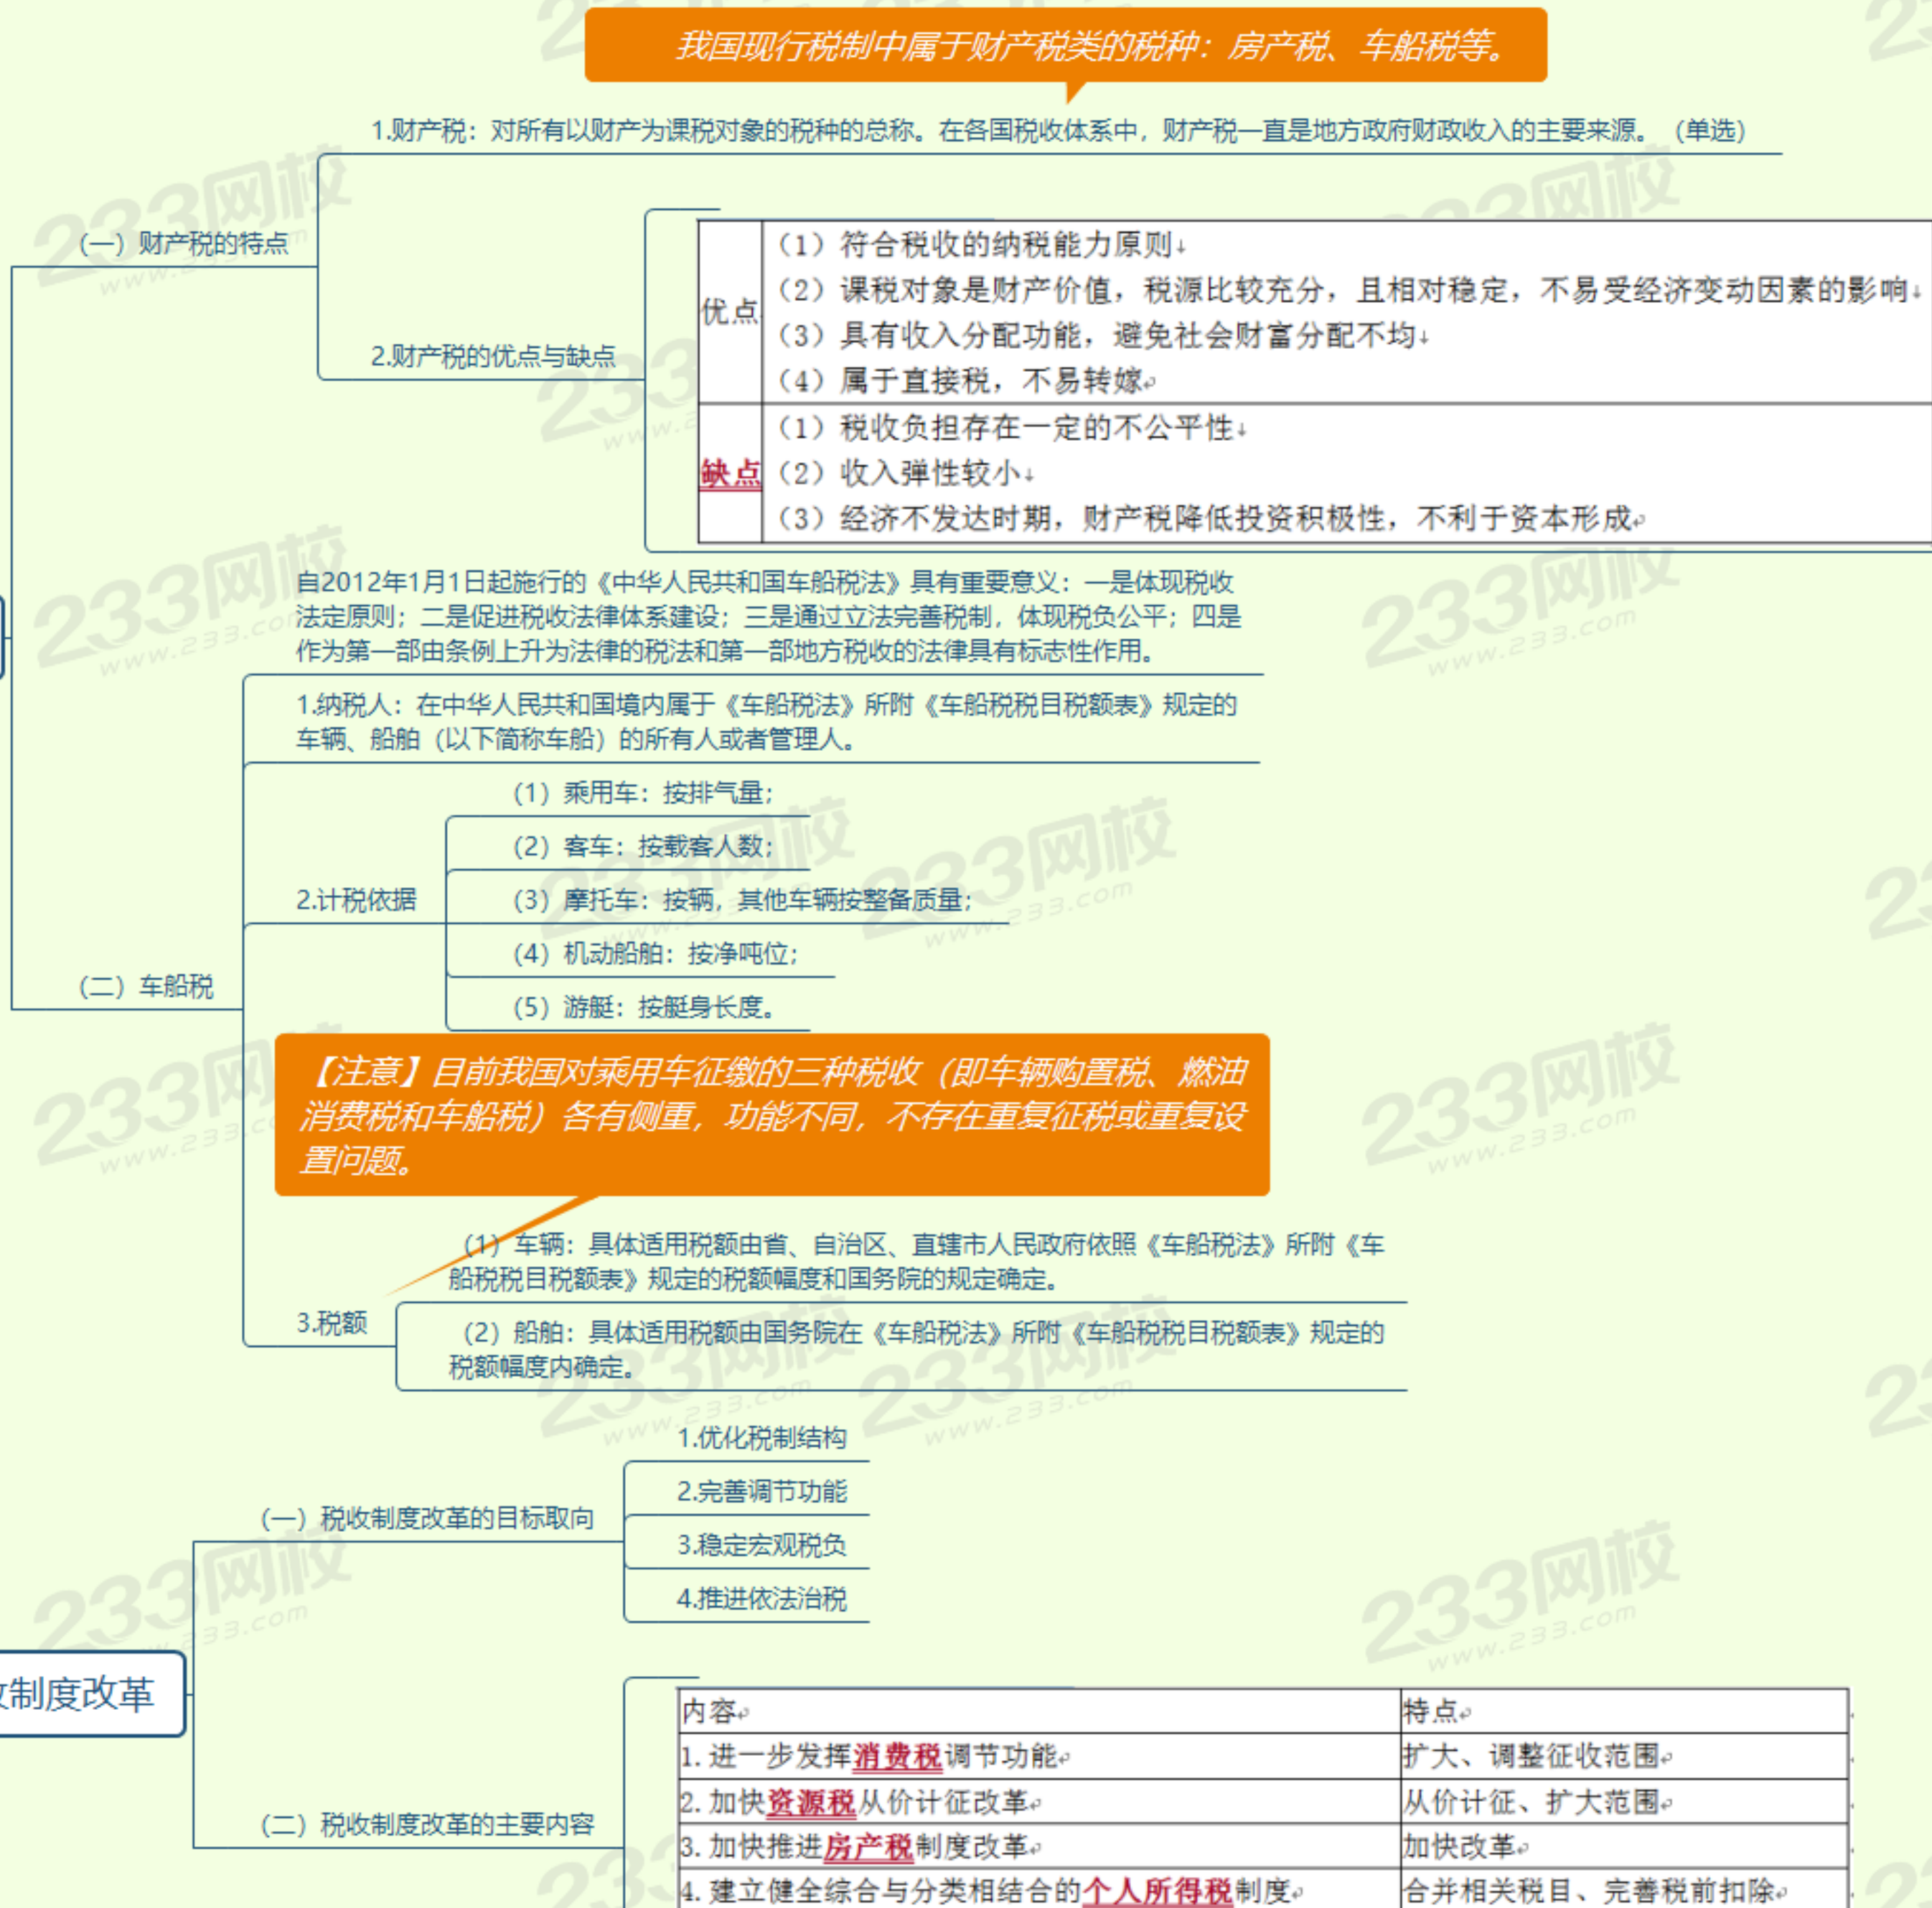 我国现行税制中属于财产税类的税种：房产税、车船税等。
1.财产税：对所有以财产为课税对象的税种的总称。在各国税收体系中，财产税一直是地方政府财政收入的主要来源。（单选）
（一）财产税的特点
2.财产税的优点与缺点
优点
（1）符合税收的纳税能力原则↓
（2）课税对象是财产价值，税源比较充分，且相对稳定，不易受经济变动因素的影响↓
（3）具有收入分配功能，避免社会财富分配不均↓
（4）属于直接税，不易转嫁
缺点
（1）税收负担存在一定的不公平性↓
（2）收入弹性较小↓
（3）经济不发达时期，财产税降低投资积极性，不利于资本形成
自2012年1月1日起施行的《中华人民共和国车船税法》具有重要意义：一是体现税收
法定原则；二是促进税收法律体系建设；三是通过立法完善税制，体现税负公平；四是
作为第一部由条例上升为法律的税法和第一部地方税收的法律具有标志性作用。
1.纳税人：在中华人民共和国境内属于《车船税法》所附《车船税税目税额表》规定的
车辆、船舶（以下简称车船）的所有人或者管理人。
（二）车船税
2.计税依据
（1）乘用车：按排气量；
（2）客车：按载客人数；
（3）摩托车：按辆，其他车辆按整备质量；
（4）机动船舶：按净吨位；
（5）游艇：按艇身长度。
【注意】目前我国对乘用车征缴的三种税收（即车辆购置税、燃油
消费税和车船税）各有侧重，功能不同，不存在重复征税或重复设
置问题。
3.税额
（1）车辆：具体适用税额由省、自治区、直辖市人民政府依照《车船税法》所附《车
船税税目税额表》规定的税额幅度和国务院的规定确定。
（2）船舶：具体适用税额由国务院在《车船税法》所附《车船税税目税额表》规定的
税额幅度内确定。
制度改革
（一）税收制度改革的目标取向
1.优化税制结构
2.完善调节功能
3.稳定宏观税负
4.推进依法治税
（二）税收制度改革的主要内容
内容 特点
1.进一步发挥消费税调节功能 扩大、调整征收范围
2.加快资源税从价计征改革 从价计征、扩大范围
3.加快推进房产税制度改革 加快改革
4.建立健全综合与分类相结合的个人所得税制度 合并相关税目、完善税前扣除
233网校
www.233.com